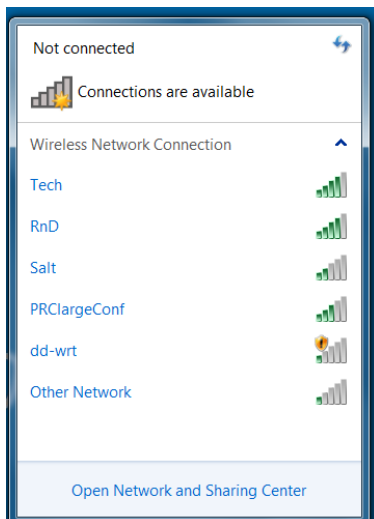 Not connected
Connections are available
Wireless Network Connection
Tech
RnD
Salt
PRClargeConf
dd-wrt
Other Network
Open Network and Sharing Center